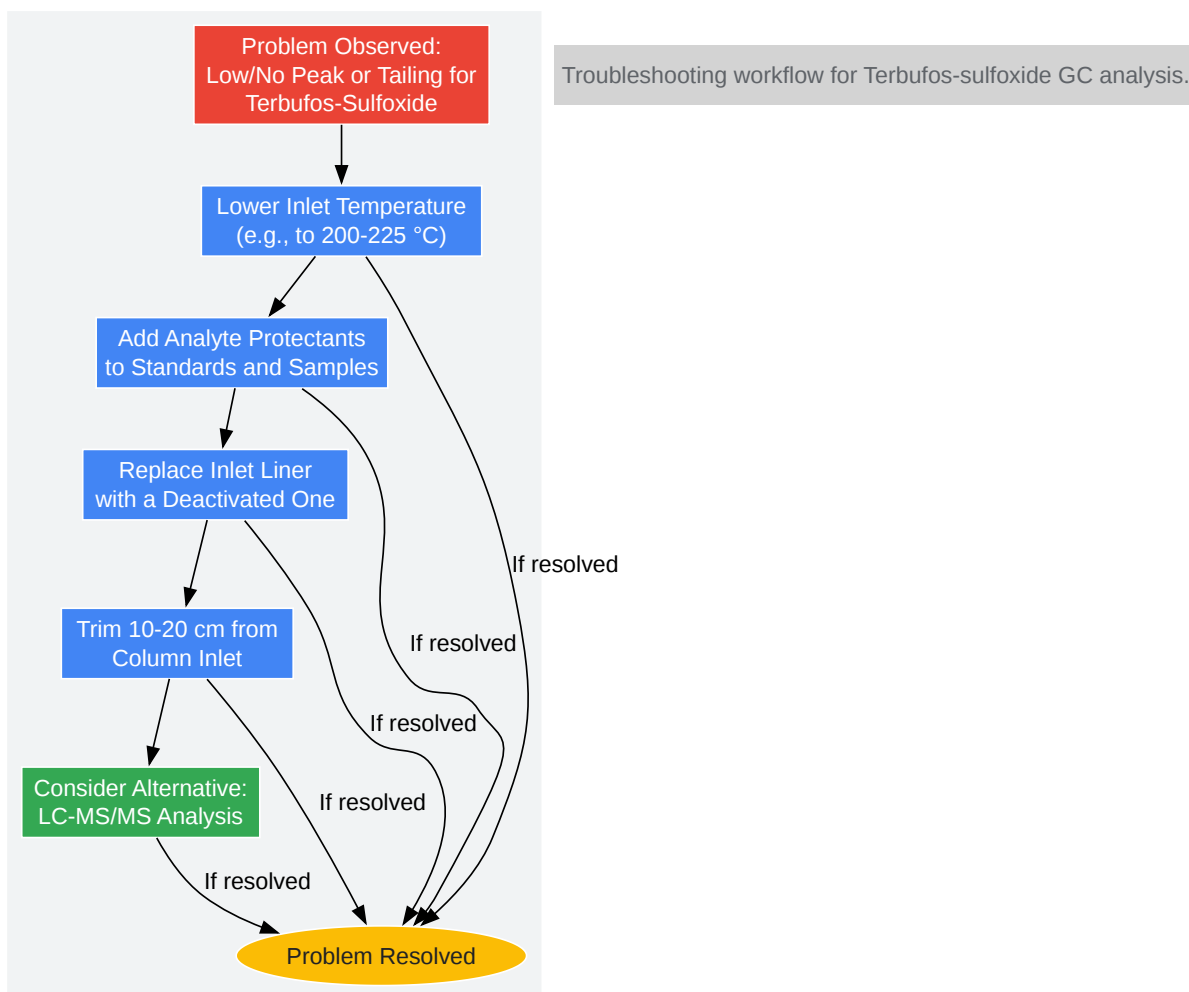 Problem Observed:
Low/No Peak or Tailing for
Terbufos-Sulfoxide
Troubleshooting workflow for Terbufos-sulfoxide GC analysis.
Lower Inlet Temperature
(e.g., to 200-225 °C)
Add Analyte Protectants
to Standards and Samples
Replace Inlet Liner
with a Deactivated One
If resolved
Trim 10-20 cm from
Column Inlet
If resolved
If resolved
Consider Alternative:
LC-MS/MS Analysis
If resolved
If resolved
Problem Resolved